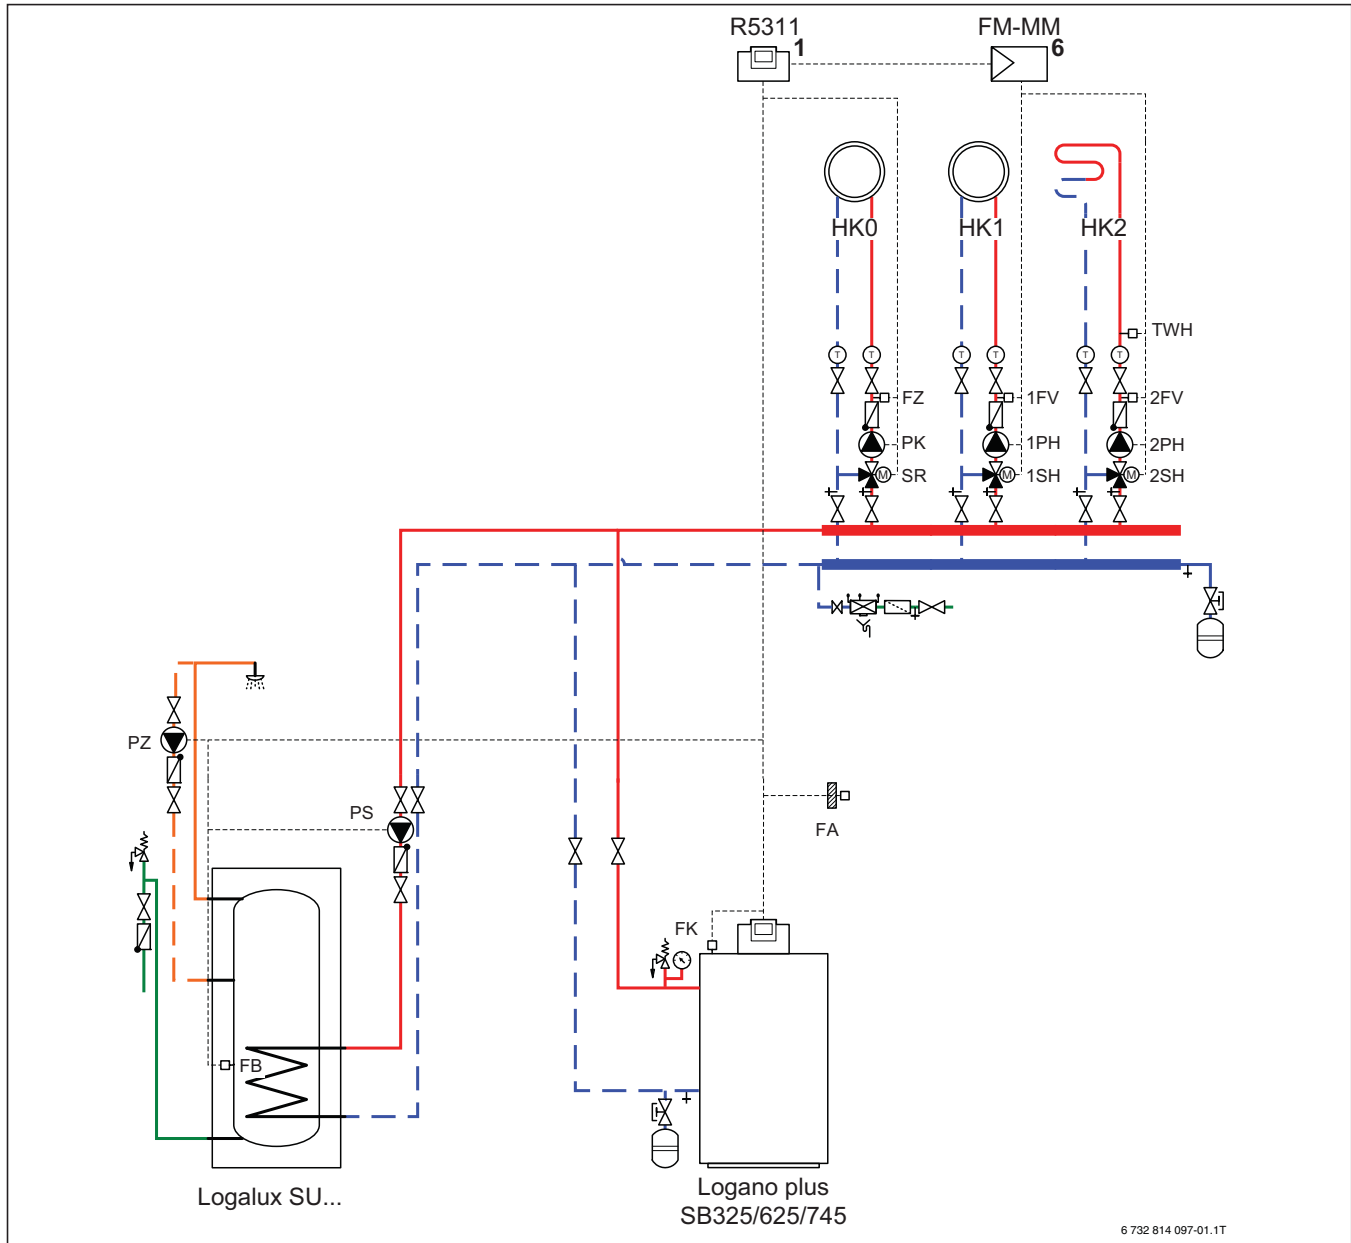 R5311
1
FM-MM
6
HK0
HK1
HK2
TWH
T
T
T
T
T
T
FZ
1FV
2FV
PK
1PH
2PH
M
SR
M
1SH
M
2SH
PZ
PS
FA
FK
FB
Logalux SU...
Logano plus
SB325/625/745
6 732 814 097-01.1T